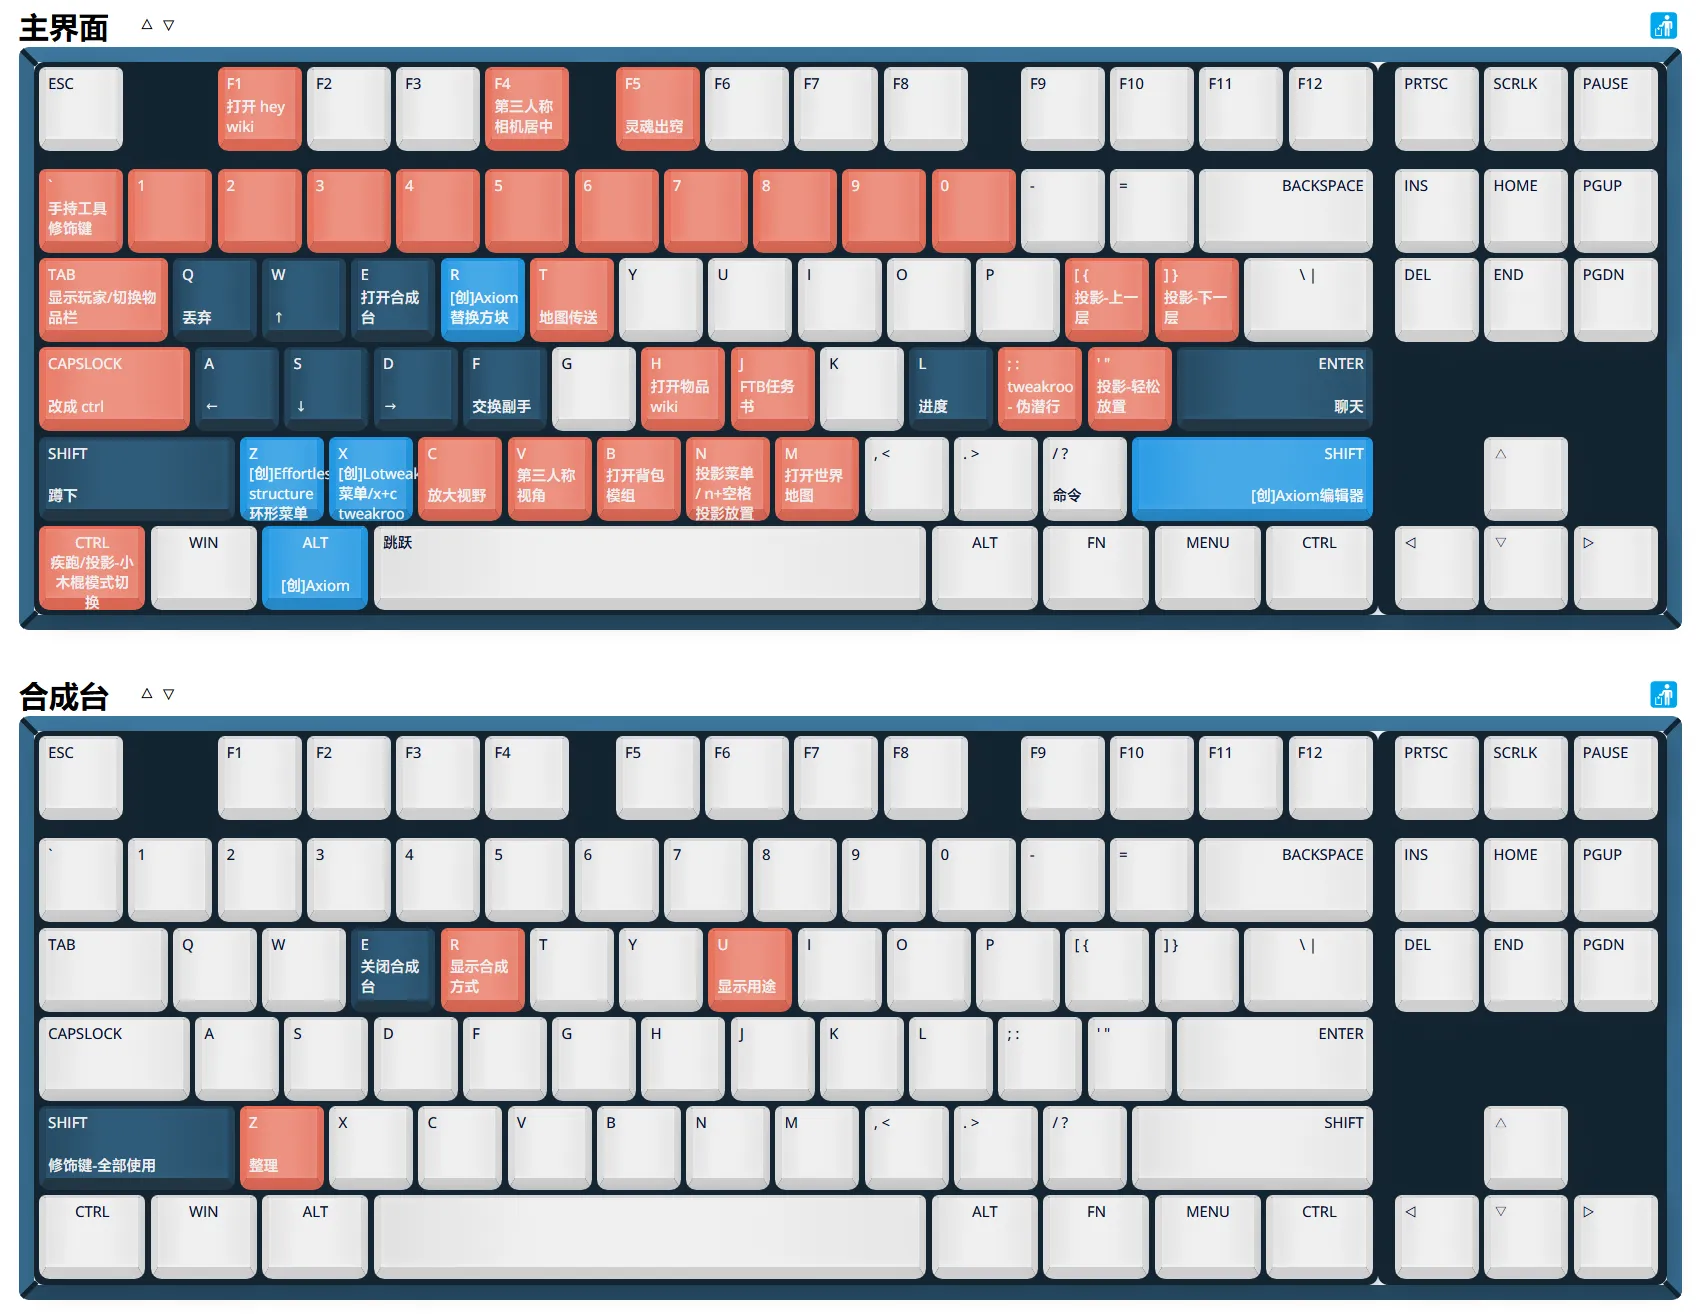 主界面 △ ▽
ESC F1 F2 F3 F4 F5 F6 F7 F8 F9 F10 F11 F12 PRTSC SCRLK PAUSE
打开 hey 第三人称
wiki 相机居中 灵魂出窍
` 1 2 3 4 5 6 7 8 9 0 - = BACKSPACE INS HOME PGUP
手持工具
修饰键
TAB Q W E R T Y U I O P [ { ] } \ | DEL END PGDN
显示玩家/切换物 打开合成 [创]Axiom 投影-上一 投影-下一
品栏 丢弃 ↑ 台 替换方块 地图传送 层 层
CAPSLOCK A S D F G H J K L ; : ' " ENTER
打开物品 FTB任务 tweakroo 投影-轻松
改成 ctrl ← ↓ → 交换副手 wiki 书 进度 - 伪潜行 放置 聊天
SHIFT Z X C V B N M , < . > / ? SHIFT △
[创]Effortles [创]Lotweak 第三人称 打开背包 投影菜单 打开世界
structure 菜单/x+c 放大视野 视角 模组 / n+空格 地图
蹲下 环形菜单 tweakroo 投影放置 命令 [创]Axiom编辑器
CTRL WIN ALT 跳跃 ALT FN MENU CTRL ◁ ▽ ▷
疾跑/投影-小
木棍模式切 [创]Axiom
换
合成台 △ ▽
ESC F1 F2 F3 F4 F5 F6 F7 F8 F9 F10 F11 F12 PRTSC SCRLK PAUSE
` 1 2 3 4 5 6 7 8 9 0 - = BACKSPACE INS HOME PGUP
TAB Q W E R T Y U I O P [ { ] } \ | DEL END PGDN
关闭合成 显示合成
台 方式 显示用途
CAPSLOCK A S D F G H J K L ; : ' " ENTER
SHIFT Z X C V B N M , < . > / ? SHIFT △
修饰键-全部使用 整理
CTRL WIN ALT ALT FN MENU CTRL ◁ ▽ ▷